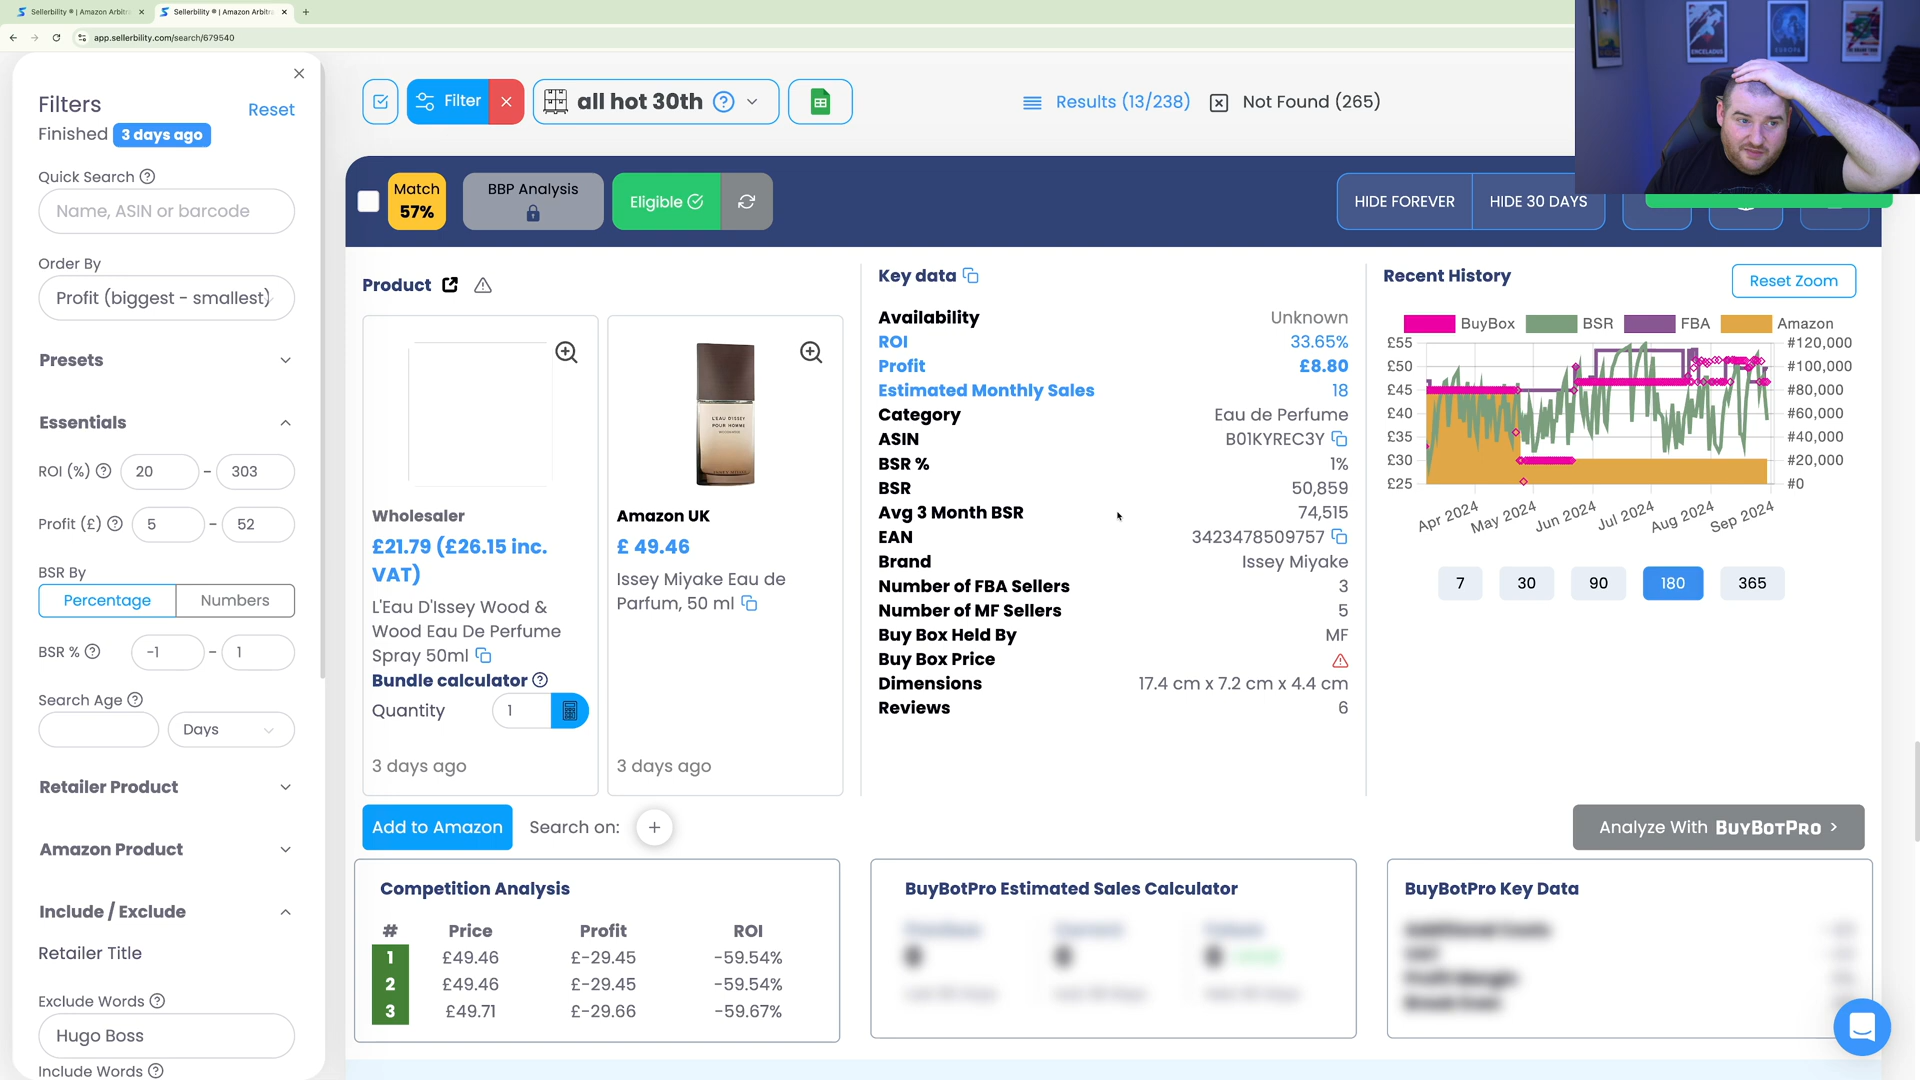 Sellerbility ® | Amazon Arbitra
Sellerbility ® | Amazon Arbitra
app.sellerbility.com/search/679540
Filters
Reset
Finished 3 days ago
Quick Search
Name, ASIN or barcode
Order By
Profit (biggest - smallest)
Presets
Essentials
ROI (%) 20 - 303
Profit (£) 5 - 52
BSR By
Percentage Numbers
BSR % -1 - 1
Search Age
Days
Retailer Product
Amazon Product
Include / Exclude
Retailer Title
Exclude Words
Hugo Boss
Include Words
Filter
all hot 30th
Results (13/238)
Not Found (265)
Match
57%
BBP Analysis
Eligible
HIDE FOREVER
HIDE 30 DAYS
Product
Wholesaler
£21.79 (£26.15 inc.
VAT)
L'Eau D'Issey Wood &
Wood Eau De Perfume
Spray 50ml
Bundle calculator
Quantity 1
3 days ago
L'EAU D'ISSEY
POUR HOMME
Amazon UK
£ 49.46
Issey Miyake Eau de
Parfum, 50 ml
3 days ago
Key data
Availability Unknown
ROI 33.65%
Profit £8.80
Estimated Monthly Sales 18
Category Eau de Perfume
ASIN B01KYREC3Y
BSR % 1%
BSR 50,859
Avg 3 Month BSR 74,515
EAN 3423478509757
Brand Issey Miyake
Number of FBA Sellers 3
Number of MF Sellers 5
Buy Box Held By MF
Buy Box Price
Dimensions 17.4 cm x 7.2 cm x 4.4 cm
Reviews 6
Recent History
Reset Zoom
BuyBox BSR FBA Amazon
£55 #120,000
£50 #100,000
£45 #80,000
£40 #60,000
£35 #40,000
£30 #20,000
£25 #0
Apr 2024 May 2024 Jun 2024 Jul 2024 Aug 2024 Sep 2024
7 30 90 180 365
Add to Amazon
Search on:
Analyze With BUYBOTPRO
Competition Analysis
# Price Profit ROI
1 £49.46 £-29.45 -59.54%
2 £49.46 £-29.45 -59.54%
3 £49.71 £-29.66 -59.67%
BuyBotPro Estimated Sales Calculator
BuyBotPro Key Data
ENCELADUS
EUROPA